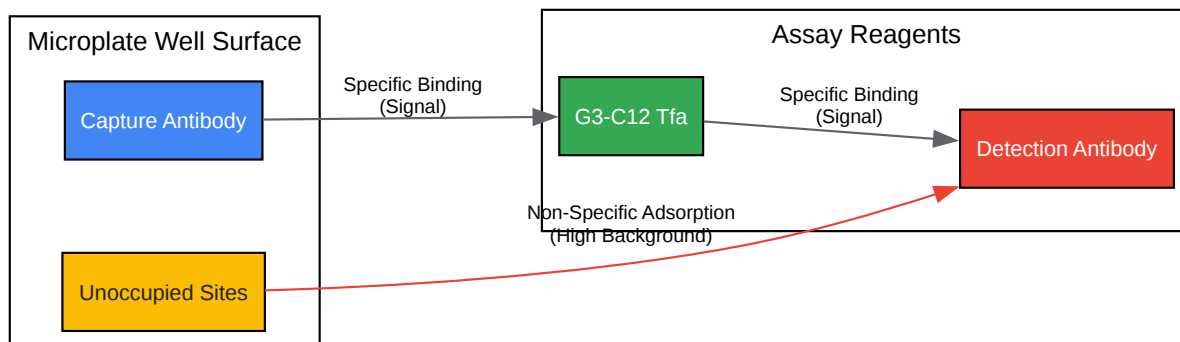 Microplate Well Surface
Assay Reagents
Capture Antibody
Specific Binding
(Signal)
G3-C12 Tfa
Specific Binding
(Signal)
Detection Antibody
Non-Specific Adsorption
(High Background)
Unoccupied Sites